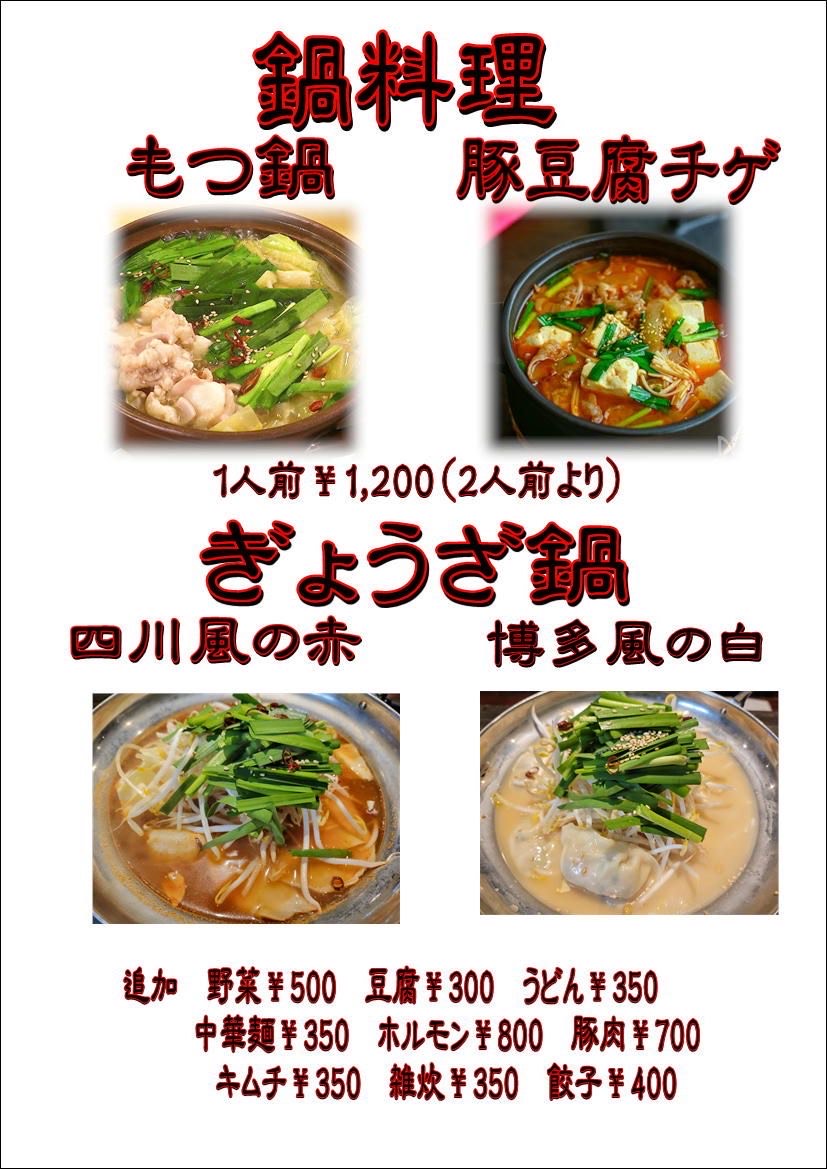 鍋料理
もつ鍋 豚豆腐チゲ
1人前￥1,200(2人前より)
ぎょうざ鍋
四川風の赤 博多風の白
追加 野菜￥500 豆腐￥300 うどん￥350
中華麺￥350 ホルモン￥800 豚肉￥700
キムチ￥350 雑炊￥350 餃子￥400